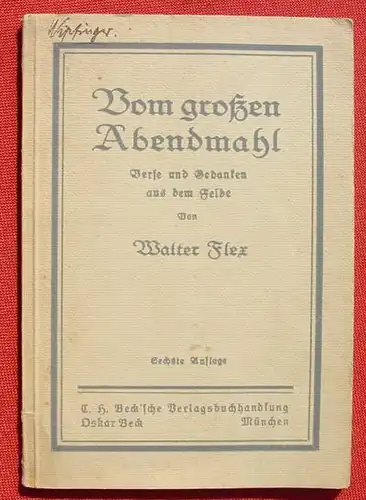 Vom großen
Abendmahl
Verse und Gedanken
aus dem Felde
Von
Walter Flex
Sechste Auflage
C. H. Beck'sche Verlagsbuchhandlung
Oskar Beck München